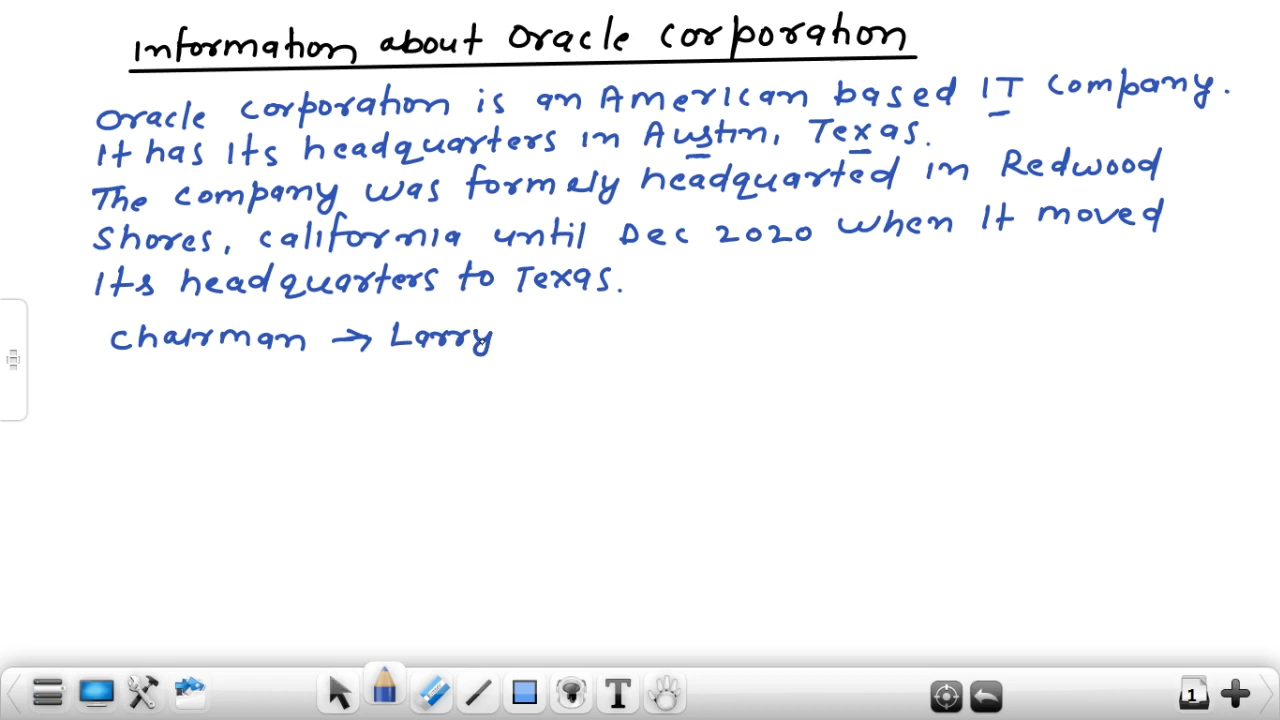 Information about Oracle corporation
Oracle corporation is an American based IT company.
It has its headquarters in Austin, Texas.
The company was formely headquarted in Redwood
Shores, california until Dec 2020 when it moved
its headquarters to Texas.
chairman → Larry
T
1